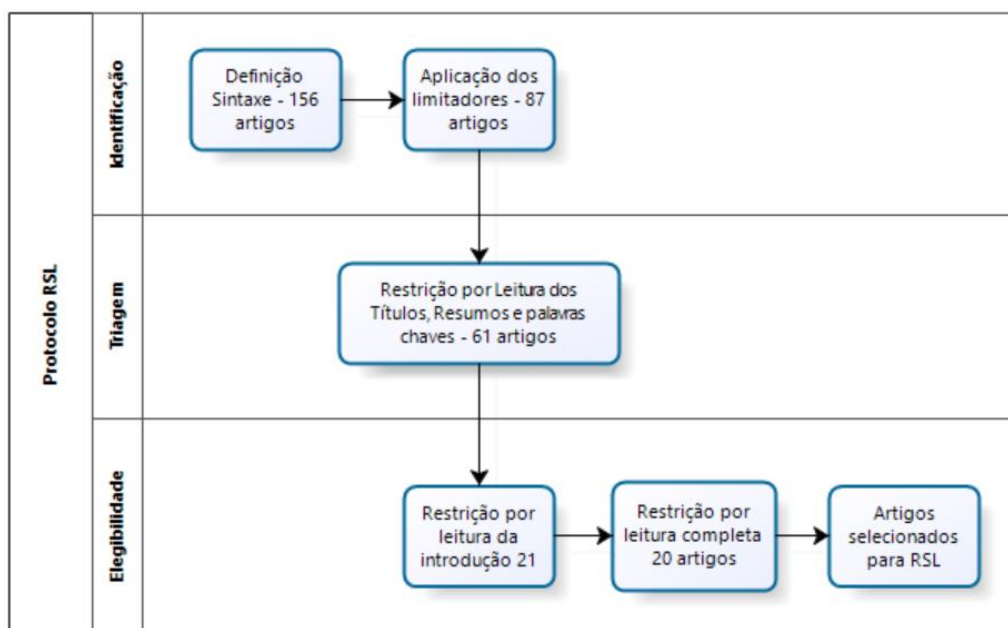 Protocolo RSL
Identificação
Definição
Sintaxe - 156
artigos
Aplicação dos
limitadores - 87
artigos
Triagem
Restrição por Leitura dos
Títulos, Resumos e palavras
chaves - 61 artigos
Elegibilidade
Restrição por
leitura da
introdução 21
Restrição por
leitura completa
20 artigos
Artigos
selecionados
para RSL